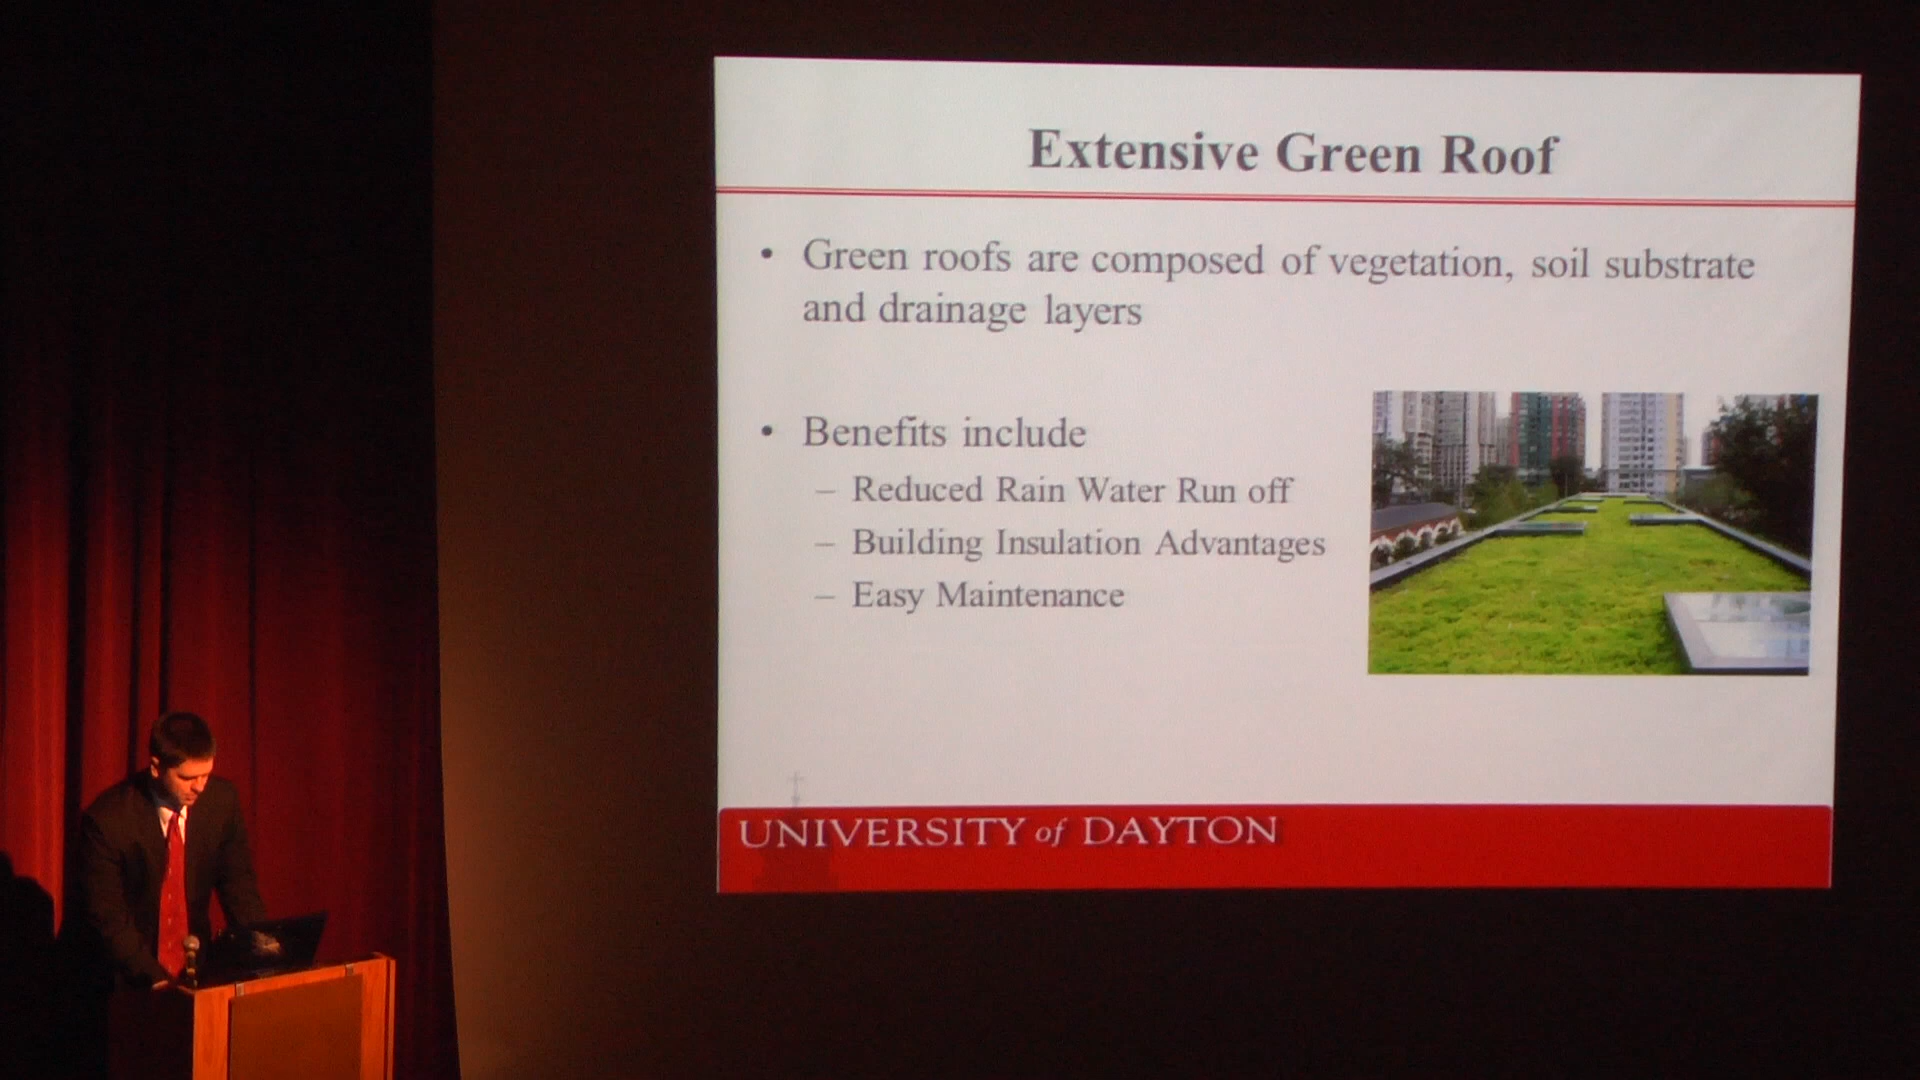 Extensive Green Roof
• Green roofs are composed of vegetation, soil substrate
and drainage layers
• Benefits include
– Reduced Rain Water Run off
– Building Insulation Advantages
– Easy Maintenance
UNIVERSITY of DAYTON